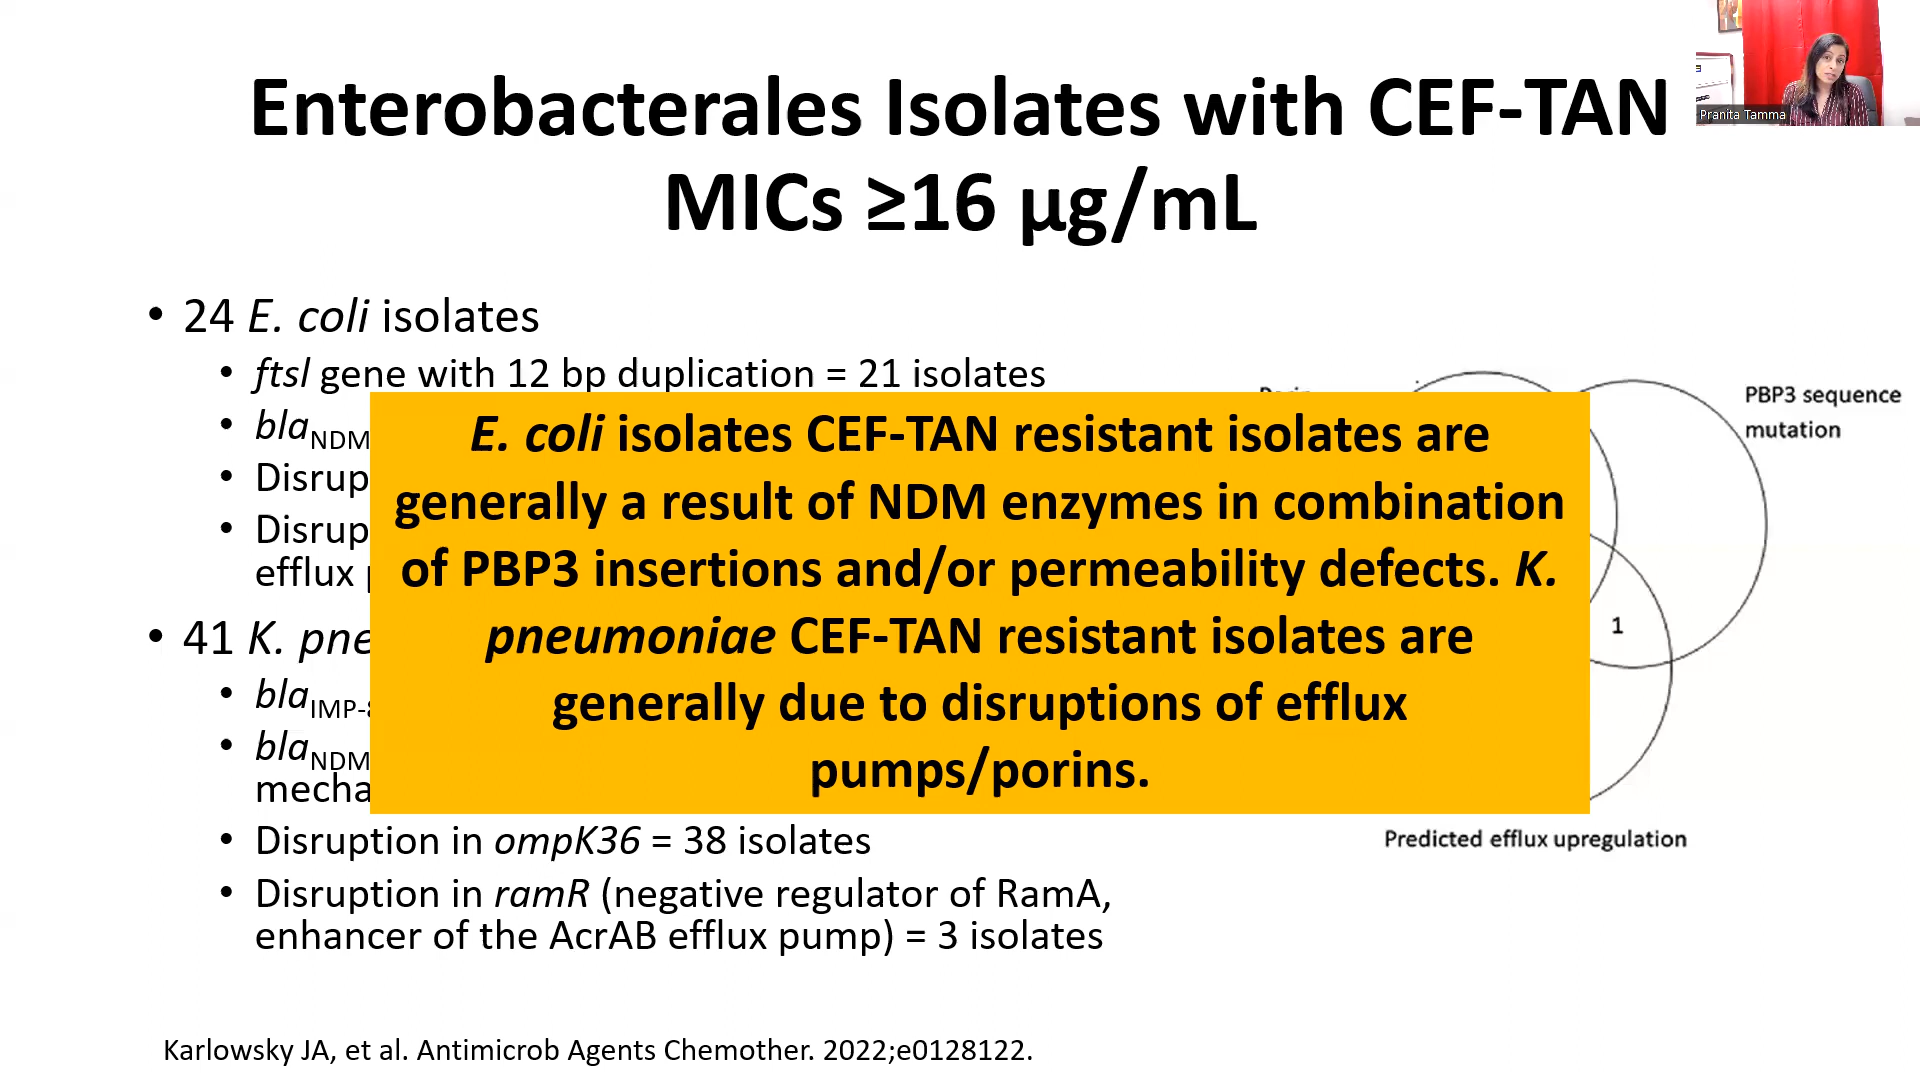 Enterobacterales Isolates with CEF-TAN
MICs ≥16 µg/mL
Pranita Tamma
• 24 E. coli isolates
• ftsI gene with 12 bp duplication = 21 isolates
• blaNDM
• Disrup
• Disrup
efflux
• 41 K. pne
• blaIMP-
• blaNDM
mecha
• Disruption in ompK36 = 38 isolates
• Disruption in ramR (negative regulator of RamA,
enhancer of the AcrAB efflux pump) = 3 isolates
E. coli isolates CEF-TAN resistant isolates are
generally a result of NDM enzymes in combination
of PBP3 insertions and/or permeability defects. K.
pneumoniae CEF-TAN resistant isolates are
generally due to disruptions of efflux
pumps/porins.
PBP3 sequence
mutation
1
Predicted efflux upregulation
Karlowsky JA, et al. Antimicrob Agents Chemother. 2022;e0128122.